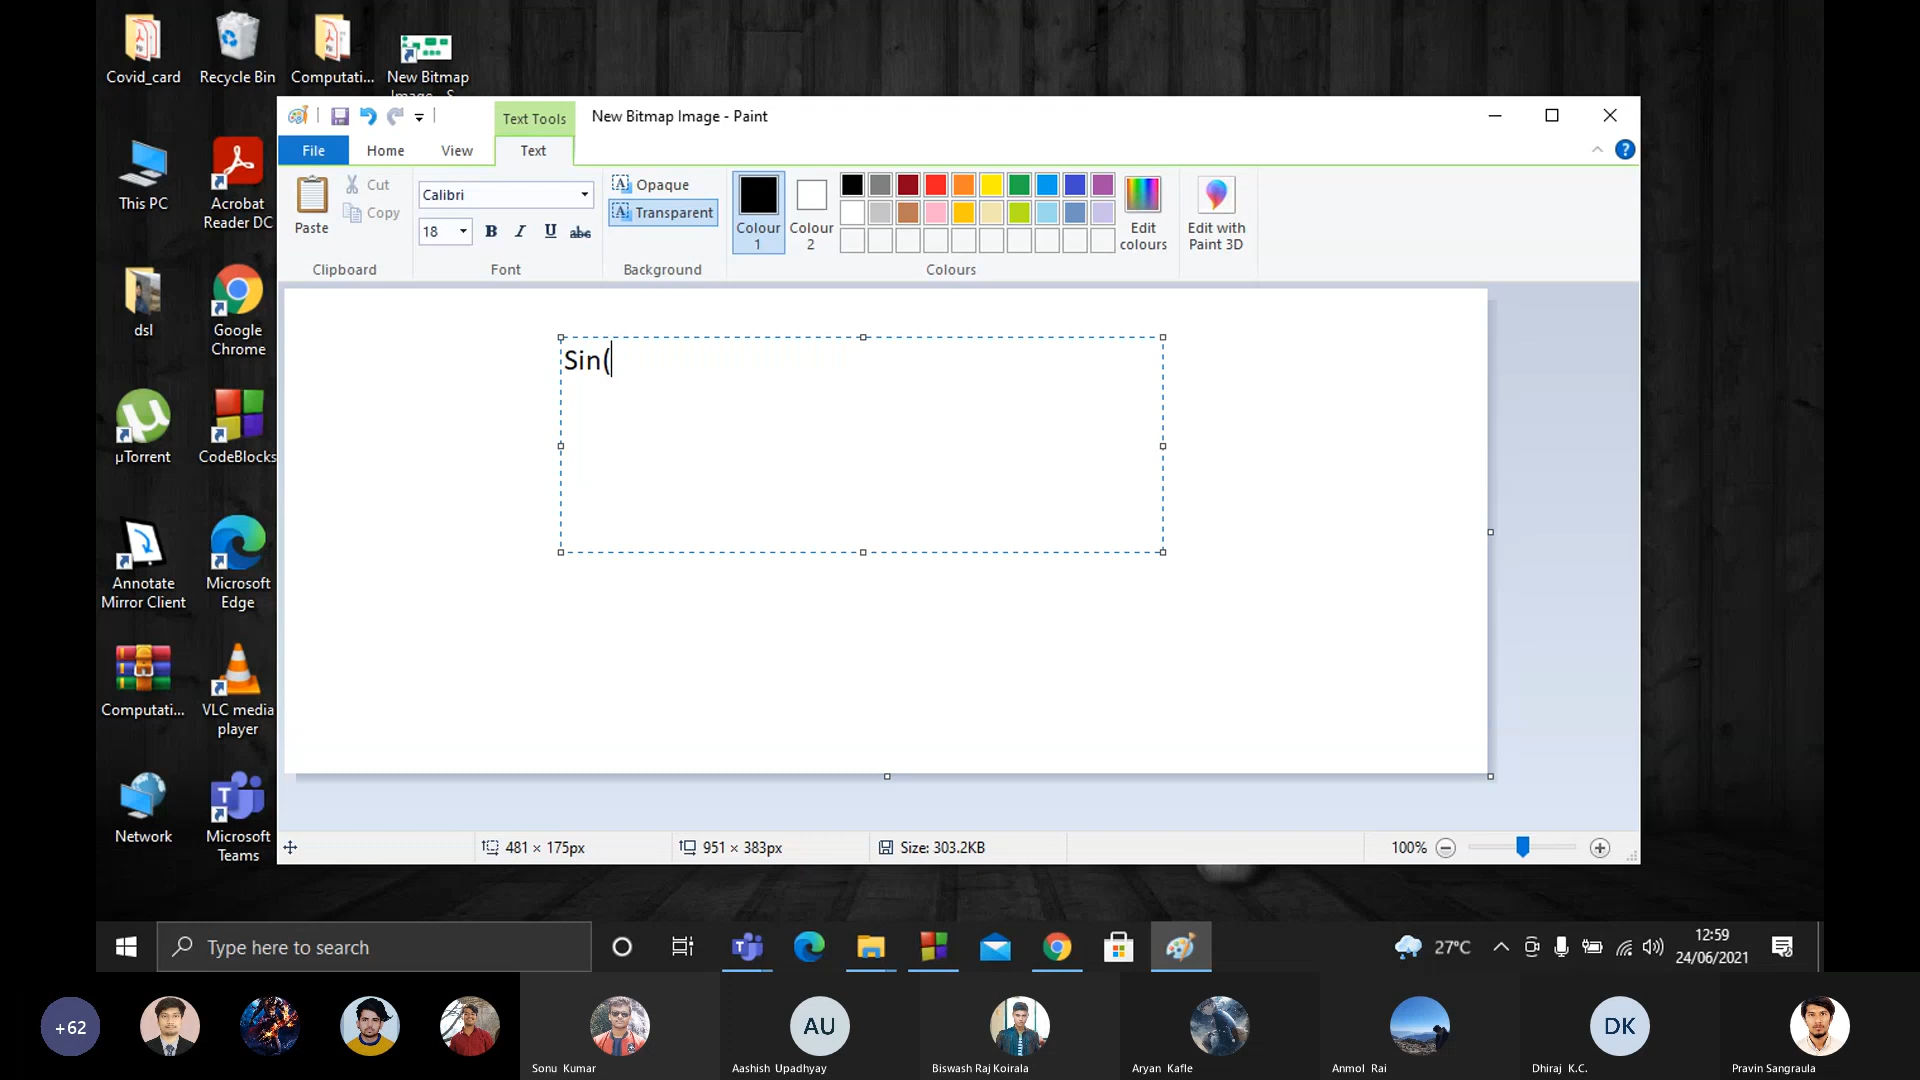 Covid_card
Recycle Bin
Computati...
New Bitmap
This PC
Acrobat
Reader DC
dsl
Google
Chrome
µTorrent
CodeBlocks
Annotate
Mirror Client
Microsoft
Edge
Computati...
VLC media
player
Network
Microsoft
Teams
Text Tools
New Bitmap Image - Paint
File
Home
View
Text
Paste
Cut
Copy
Clipboard
Calibri
18
B I U abc
Font
Opaque
Transparent
Background
Colour
1
Colour
2
Edit
colours
Colours
Edit with
Paint 3D
Sin(
481 × 175px
951 × 383px
Size: 303.2KB
100%
Type here to search
27°C
12:59
24/06/2021
+62
Sonu Kumar
AU
Aashish Upadhyay
Biswash Raj Koirala
Aryan Kafle
Anmol Rai
DK
Dhiraj K.C.
Pravin Sangraula